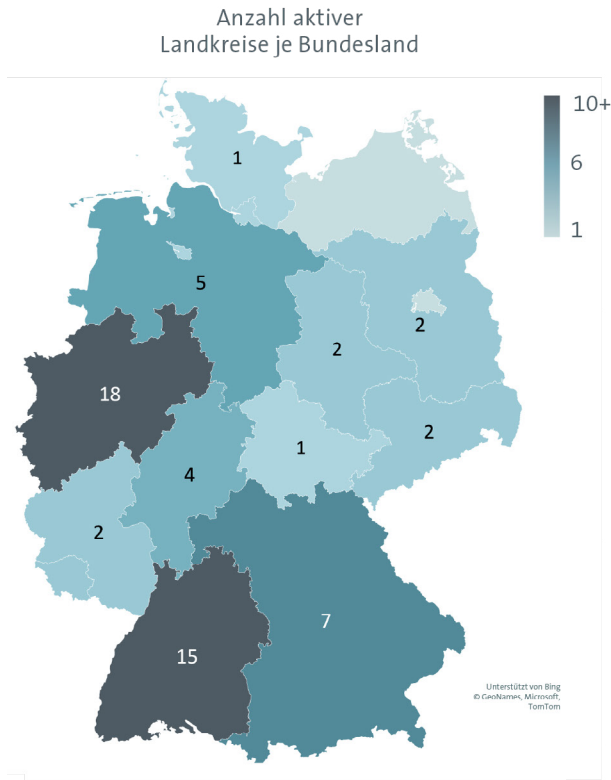 Anzahl aktiver
Landkreise je Bundesland
10+
6
1
1
5
2
2
18
2
1
4
2
7
15
Unterstützt von Bing
© GeoNames, Microsoft,
TomTom